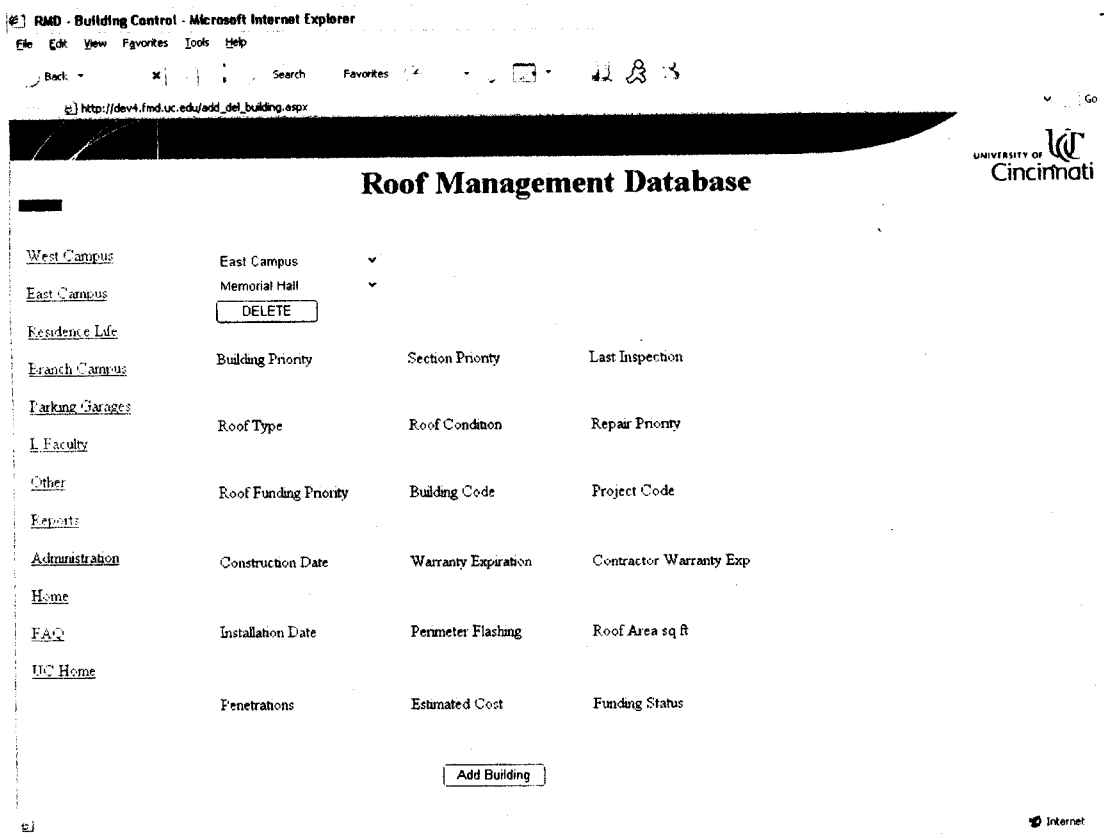 RMD - Building Control - Microsoft Internet Explorer
File Edit View Favorites Tools Help
Back Search Favorites
http://dev4.fmd.uc.edu/add_del_building.aspx Go
UNIVERSITY OF UC
Cincinnati
Roof Management Database
West Campus
East Campus
Residence Life
Branch Campus
Parking Garages
L Faculty
Other
Reports
Administration
Home
FAQ
UC Home
East Campus
Memorial Hall
DELETE
Building Priority Section Priority Last Inspection
Roof Type Roof Condition Repair Priority
Roof Funding Priority Building Code Project Code
Construction Date Warranty Expiration Contractor Warranty Exp
Installation Date Perimeter Flashing Roof Area sq ft
Penetrations Estimated Cost Funding Status
Add Building
Internet